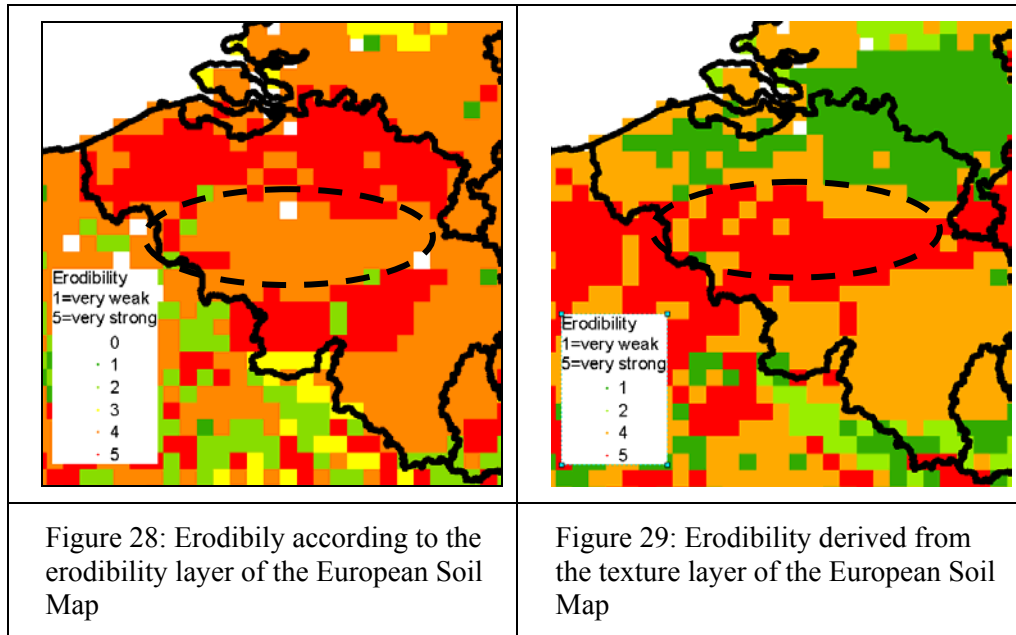 Erodibility
1=very weak
5=very strong
0
1
2
3
4
5
Erodibility
1=very weak
5=very strong
1
2
4
5
Figure 28: Erodibily according to the
erodibility layer of the European Soil
Map
Figure 29: Erodibility derived from
the texture layer of the European Soil
Map